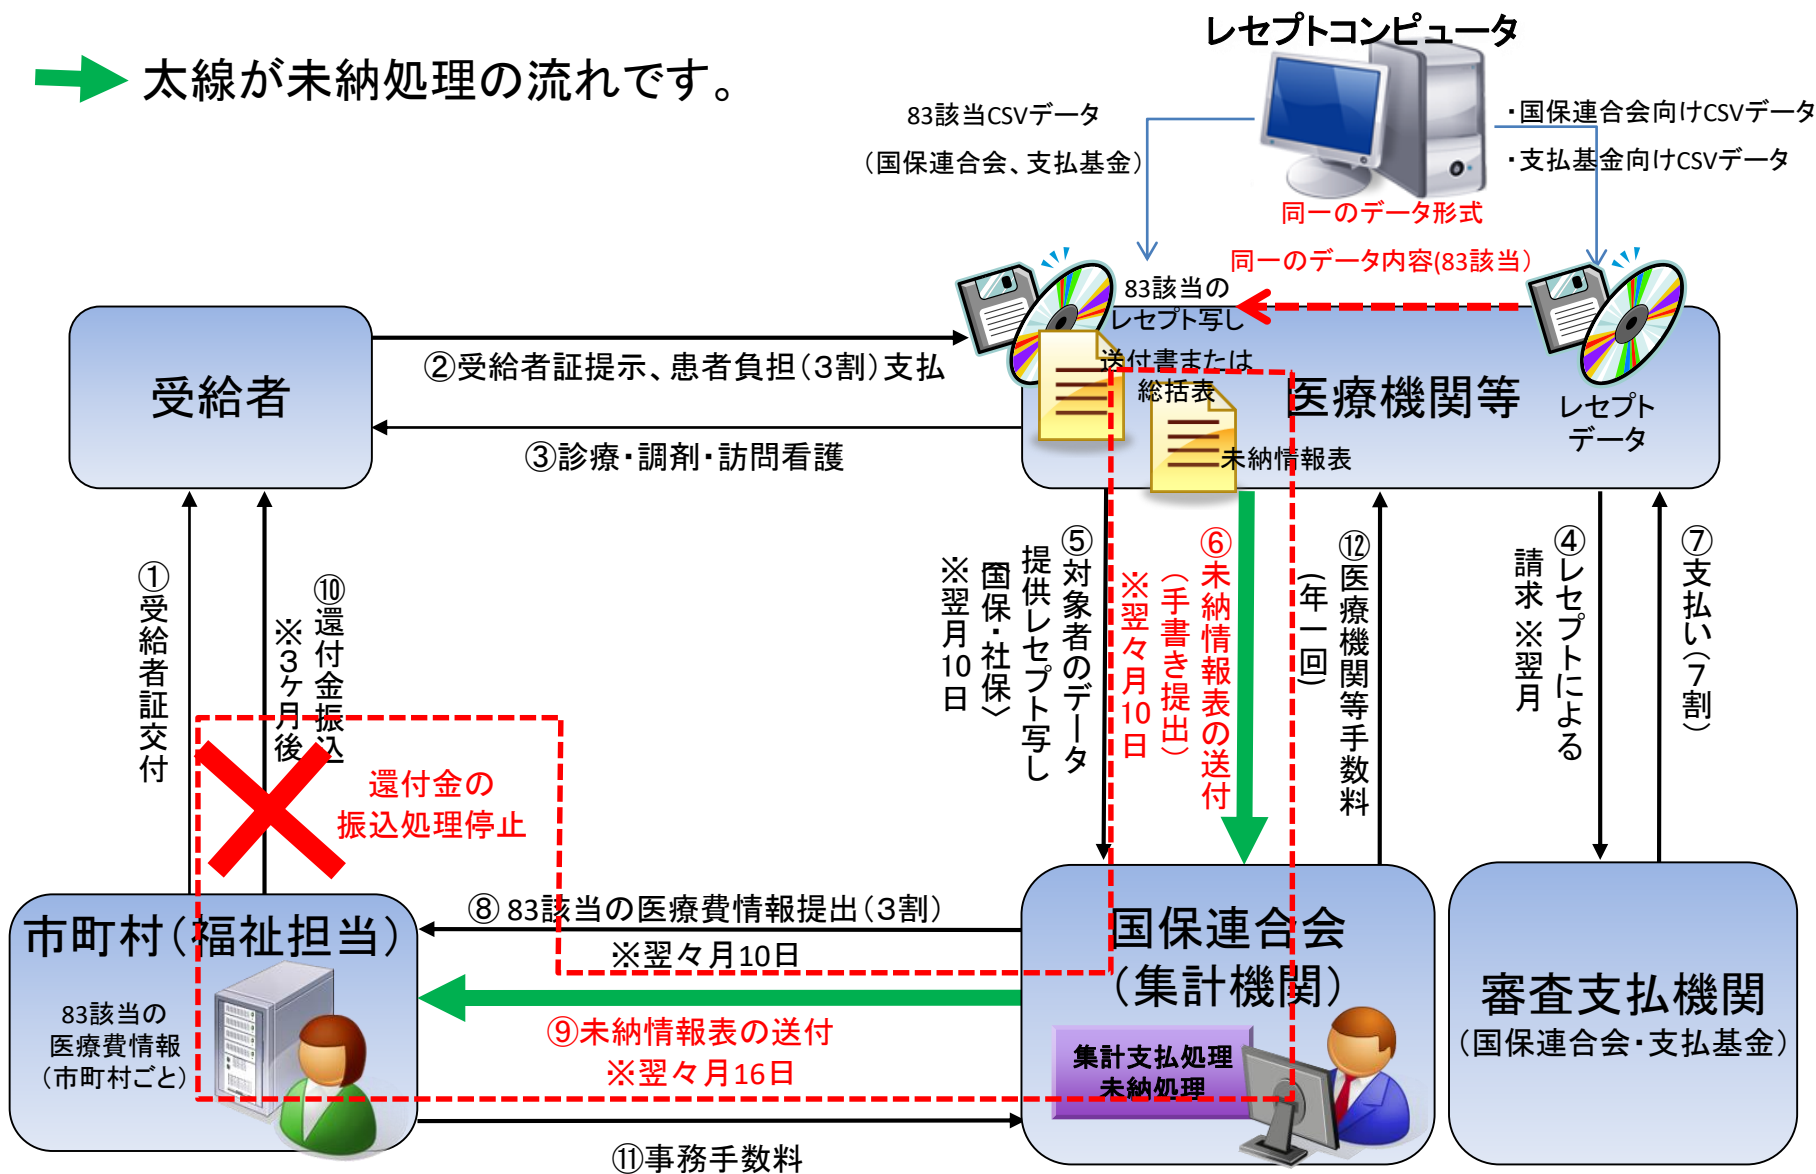 レセプトコンピュータ
太線が未納処理の流れです。
83該当CSVデータ
（国保連合会、支払基金）
・国保連合会向けCSVデータ
・支払基金向けCSVデータ
同一のデータ形式
同一のデータ内容(83該当）
83該当の
レセプト写し
送付書または
総括表
未納情報表
医療機関等
レセプト
データ
受給者
②受給者証提示、患者負担（3割）支払
③診療・調剤・訪問看護
①受給者証交付
⑩還付金振込
※3ヶ月後
⑤対象者のデータ
提供レセプト写し
〈国保・社保〉
※翌月10日
⑥未納情報表の送付
（手書き提出）
※翌々月10日
⑫医療機関等手数料
（年一回）
④レセプトによる
請求※翌月
⑦支払い（7割）
還付金の
振込処理停止
市町村（福祉担当）
83該当の
医療費情報
（市町村ごと）
⑧83該当の医療費情報提出（3割）
※翌々月10日
⑨未納情報表の送付
※翌々月16日
⑪事務手数料
国保連合会
（集計機関）
集計支払処理
未納処理
審査支払機関
（国保連合会・支払基金）